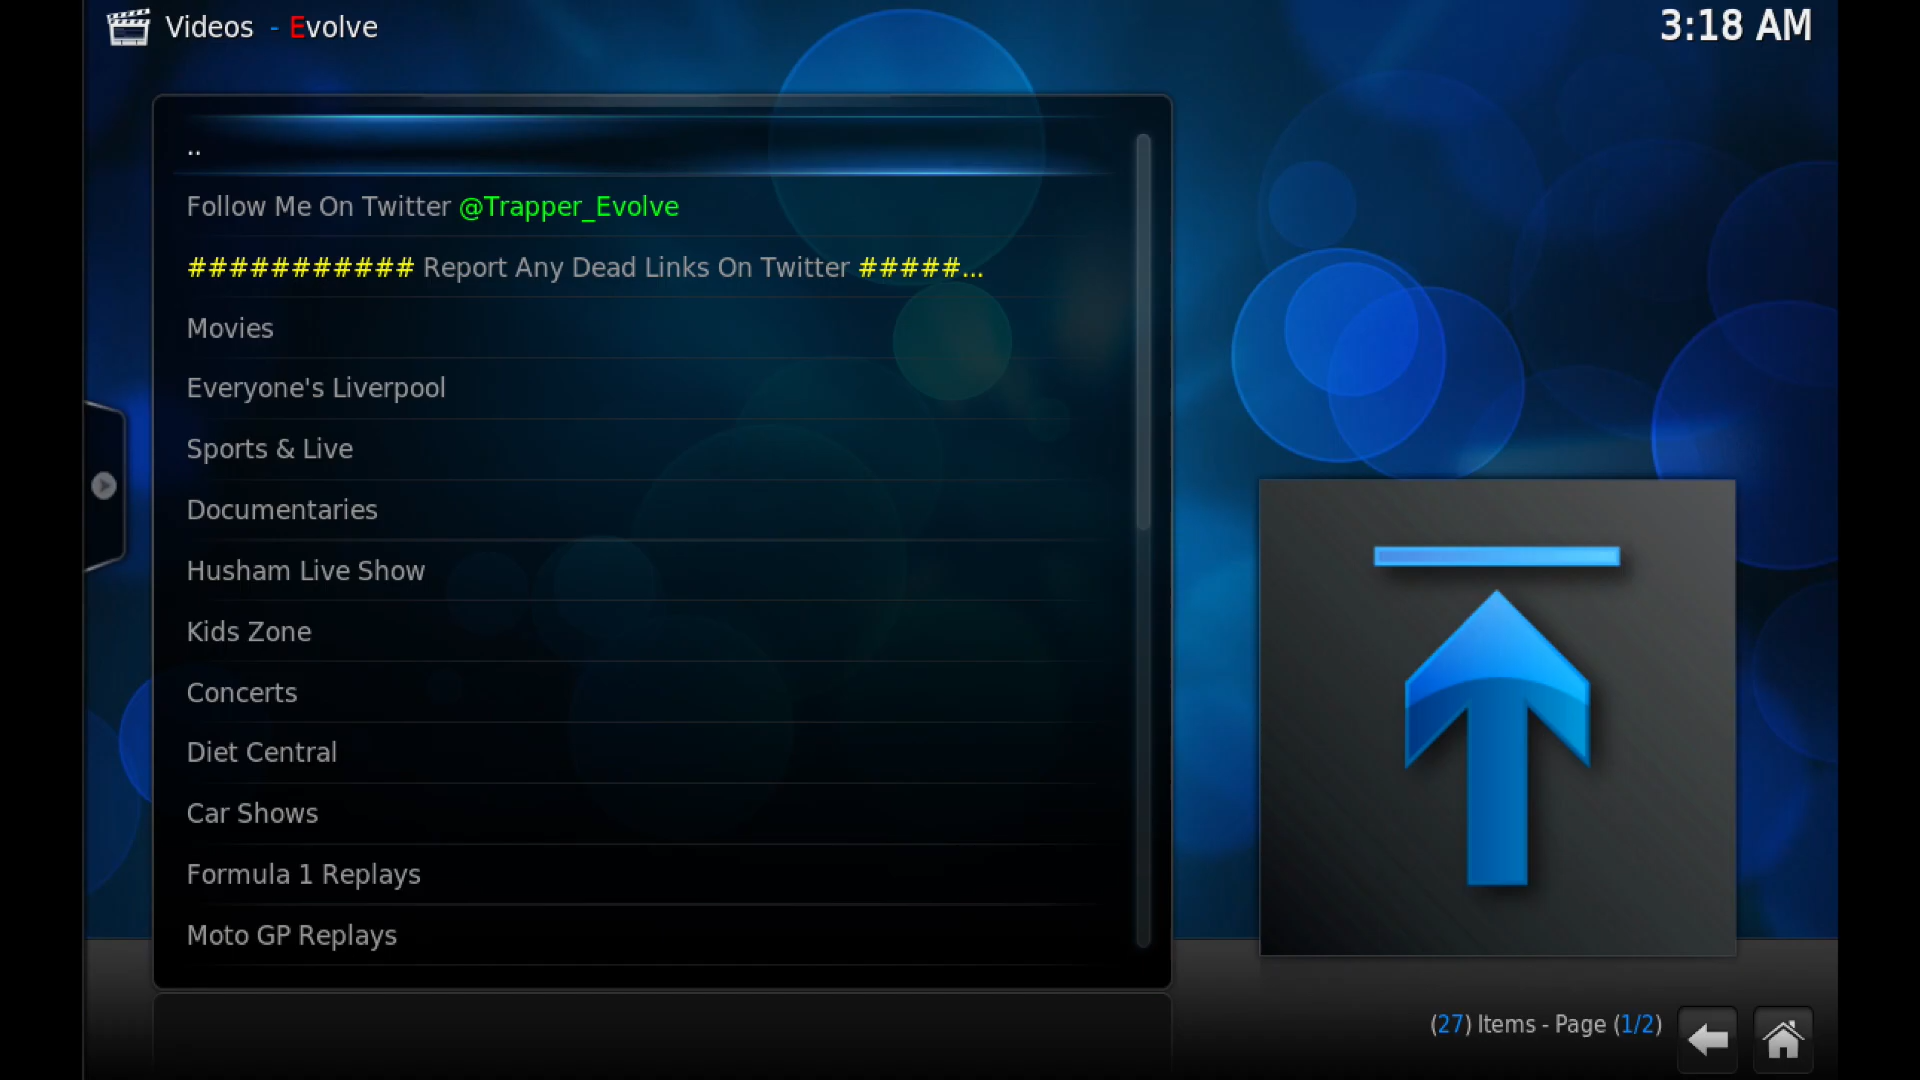 Videos - Evolve
3:18 AM
..
Follow Me On Twitter @Trapper_Evolve
########### Report Any Dead Links On Twitter #####...
Movies
Everyone's Liverpool
Sports & Live
Documentaries
Husham Live Show
Kids Zone
Concerts
Diet Central
Car Shows
Formula 1 Replays
Moto GP Replays
(27) Items - Page (1/2)